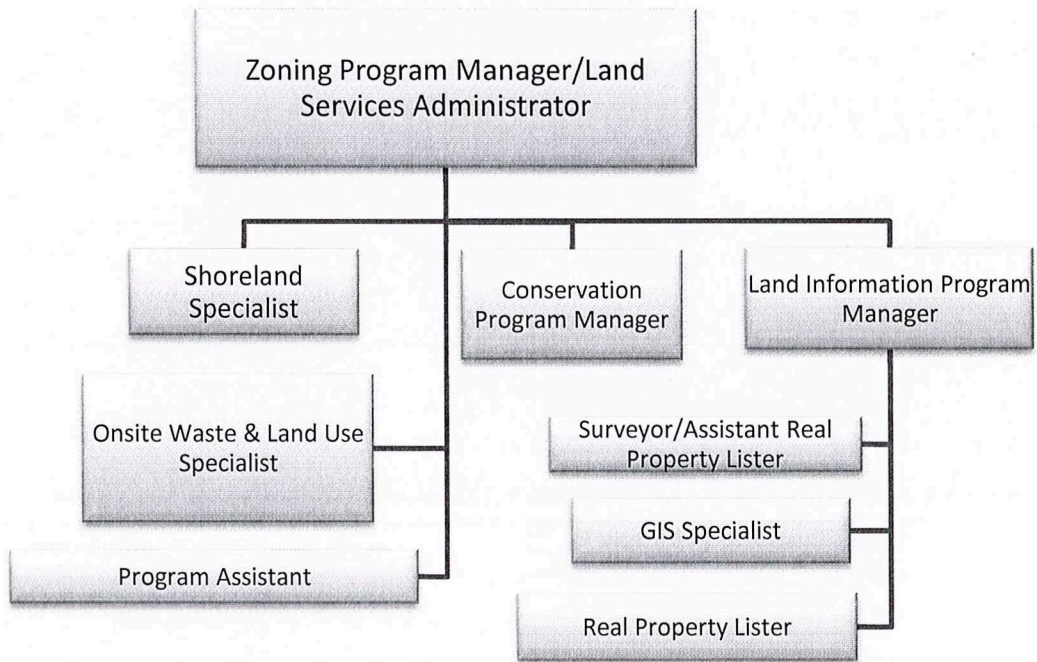 Zoning Program Manager/Land
Services Administrator
Shoreland
Specialist
Conservation
Program Manager
Land Information Program
Manager
Onsite Waste & Land Use
Specialist
Surveyor/Assistant Real
Property Lister
GIS Specialist
Program Assistant
Real Property Lister